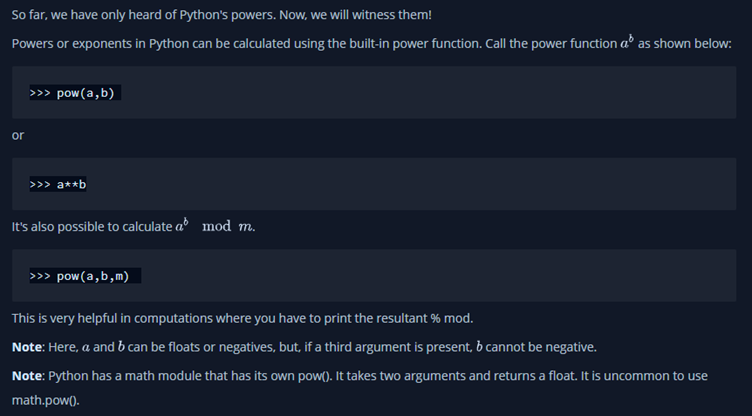 So far, we have only heard of Python's powers. Now, we will witness them!
Powers or exponents in Python can be calculated using the built-in power function. Call the power function a^b as shown below:
>>> pow(a,b)
or
>>> a**b
It's also possible to calculate a^b mod m.
>>> pow(a,b,m)
This is very helpful in computations where you have to print the resultant % mod.
Note: Here, a and b can be floats or negatives, but, if a third argument is present, b cannot be negative.
Note: Python has a math module that has its own pow(). It takes two arguments and returns a float. It is uncommon to use
math.pow().